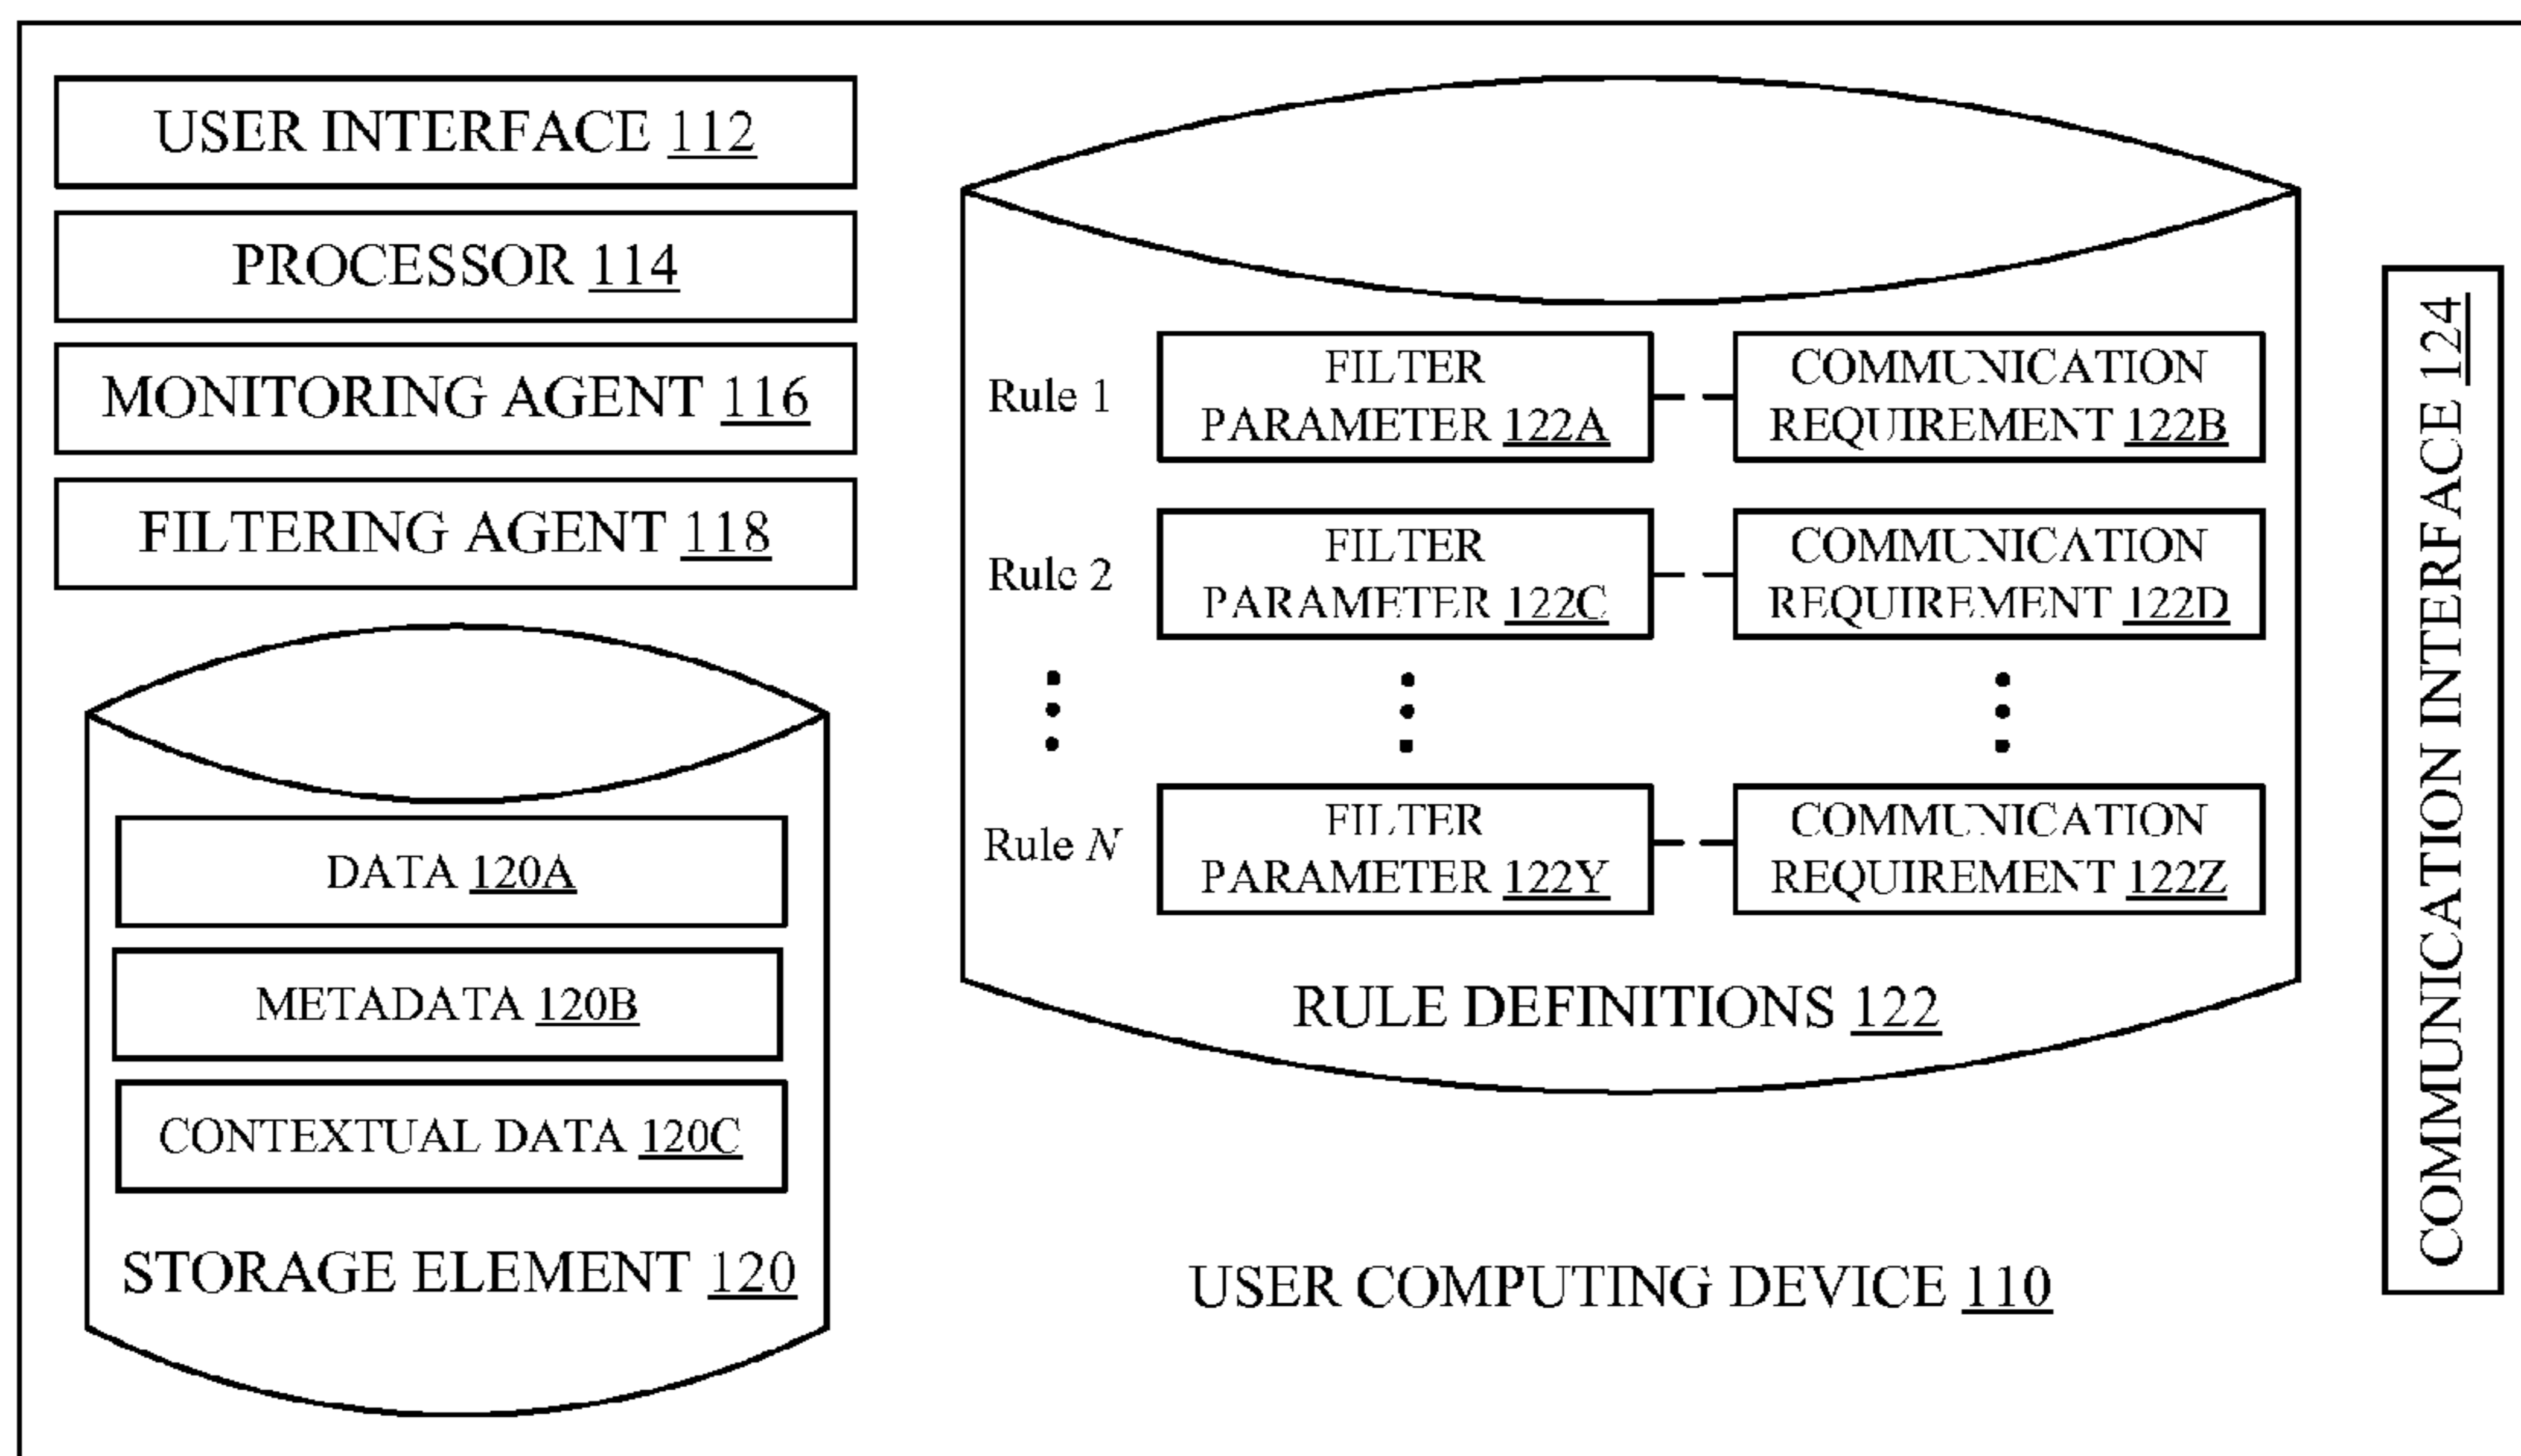 USER INTERFACE 112
PROCESSOR 114
MONITORING AGENT 116
FILTERING AGENT 118
DATA 120A
METADATA 120B
CONTEXTUAL DATA 120C
STORAGE ELEMENT 120
Rule 1
FILTER
PARAMETER 122A
COMMUNICATION
REQUIREMENT 122B
Rule 2
FILTER
PARAMETER 122C
COMMUNICATION
REQUIREMENT 122D
Rule N
FILTER
PARAMETER 122Y
COMMUNICATION
REQUIREMENT 122Z
RULE DEFINITIONS 122
USER COMPUTING DEVICE 110
COMMUNICATION INTERFACE 124